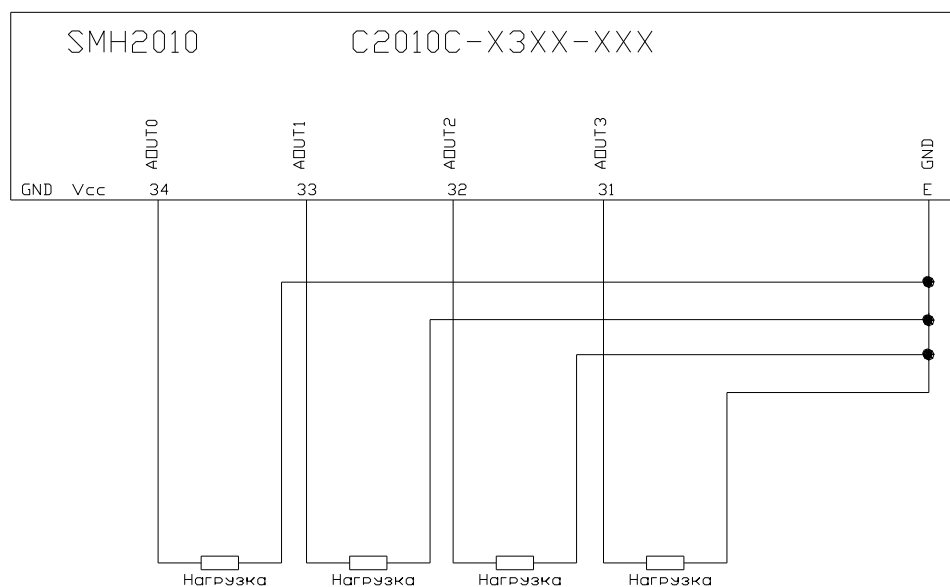 SMH2010 C2010C-X3XX-XXX
AOUT0 AOUT1 AOUT2 AOUT3 GND
GND Vcc 34 33 32 31 E
Нагрузка Нагрузка Нагрузка Нагрузка